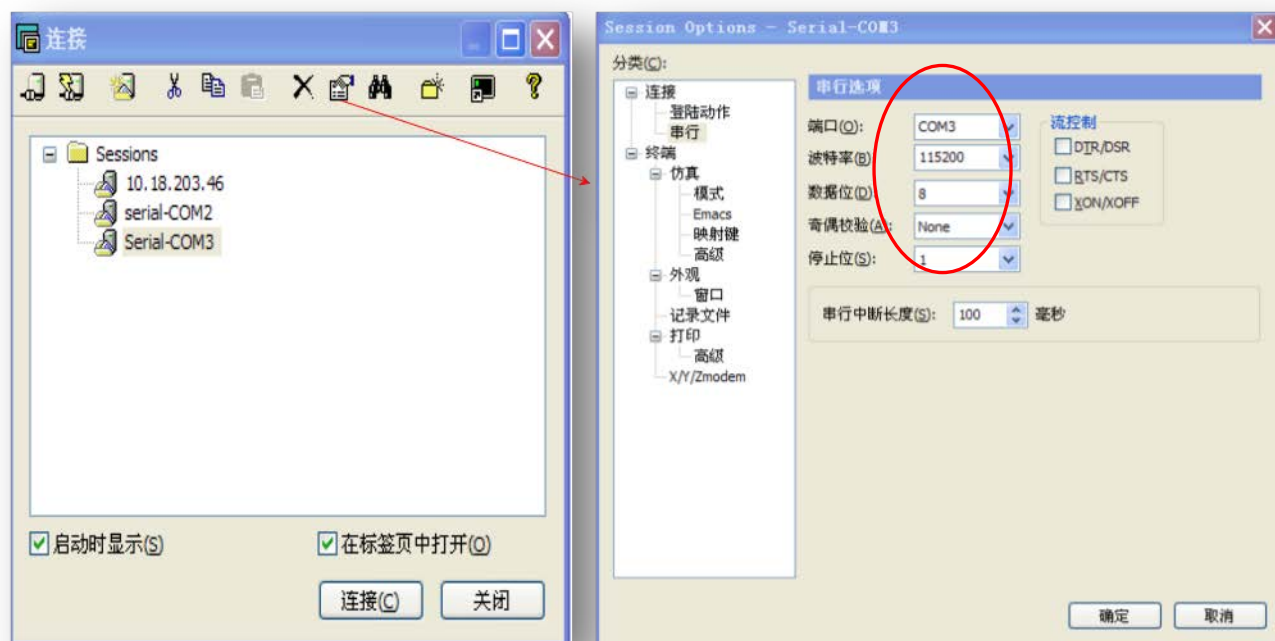 连接
Sessions
10.18.203.46
serial-COM2
Serial-COM3
启动时显示(S)
在标签页中打开(O)
连接(C)
关闭
Session Options - Serial-COM3
分类(C):
连接
登陆动作
串行
终端
仿真
模式
Emacs
映射键
高级
外观
窗口
记录文件
打印
高级
X/Y/Zmodem
串行选项
端口(O): COM3
波特率(B) 115200
数据位(D) 8
奇偶校验(A): None
停止位(S): 1
流控制
DTR/DSR
RTS/CTS
XON/XOFF
串行中断长度(S): 100 毫秒
确定
取消